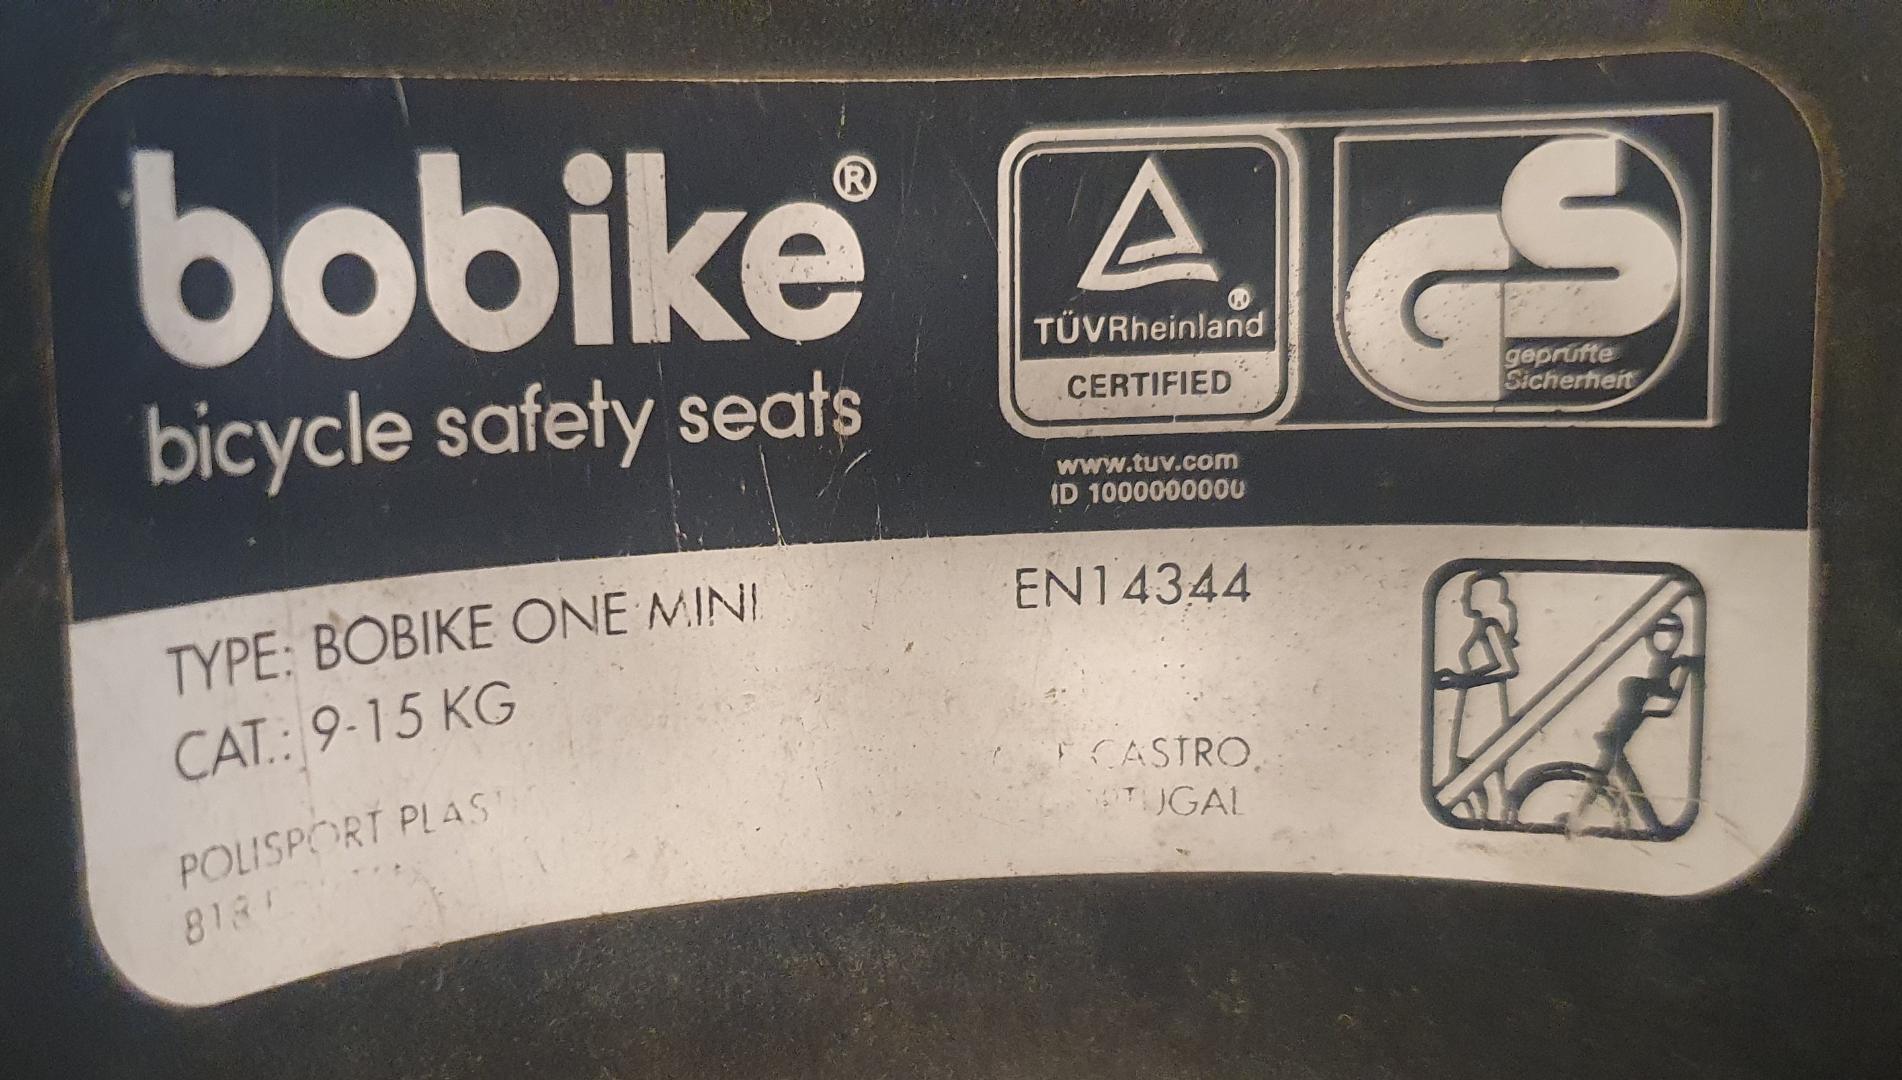 bobike®
bicycle safety seats
TÜVRheinland®
CERTIFIED
geprüfte
Sicherheit
www.tuv.com
ID 1000000000
TYPE: BOBIKE ONE MINI
CAT.: 9-15 KG
EN14344
POLISPORT
CASTRO